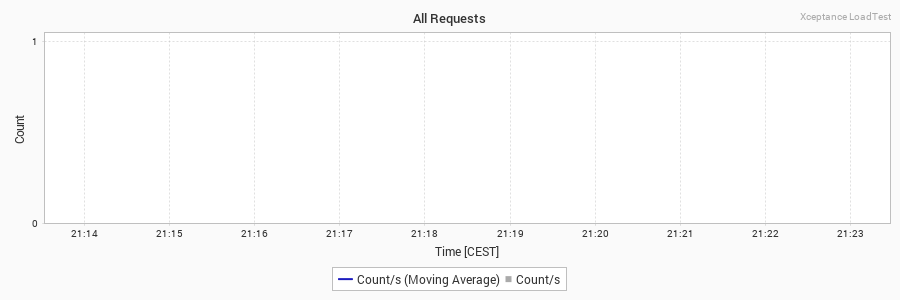 All Requests
Xceptance LoadTest
1
Count
0
21:14 21:15 21:16 21:17 21:18 21:19 21:20 21:21 21:22 21:23
Time [CEST]
Count/s (Moving Average) Count/s